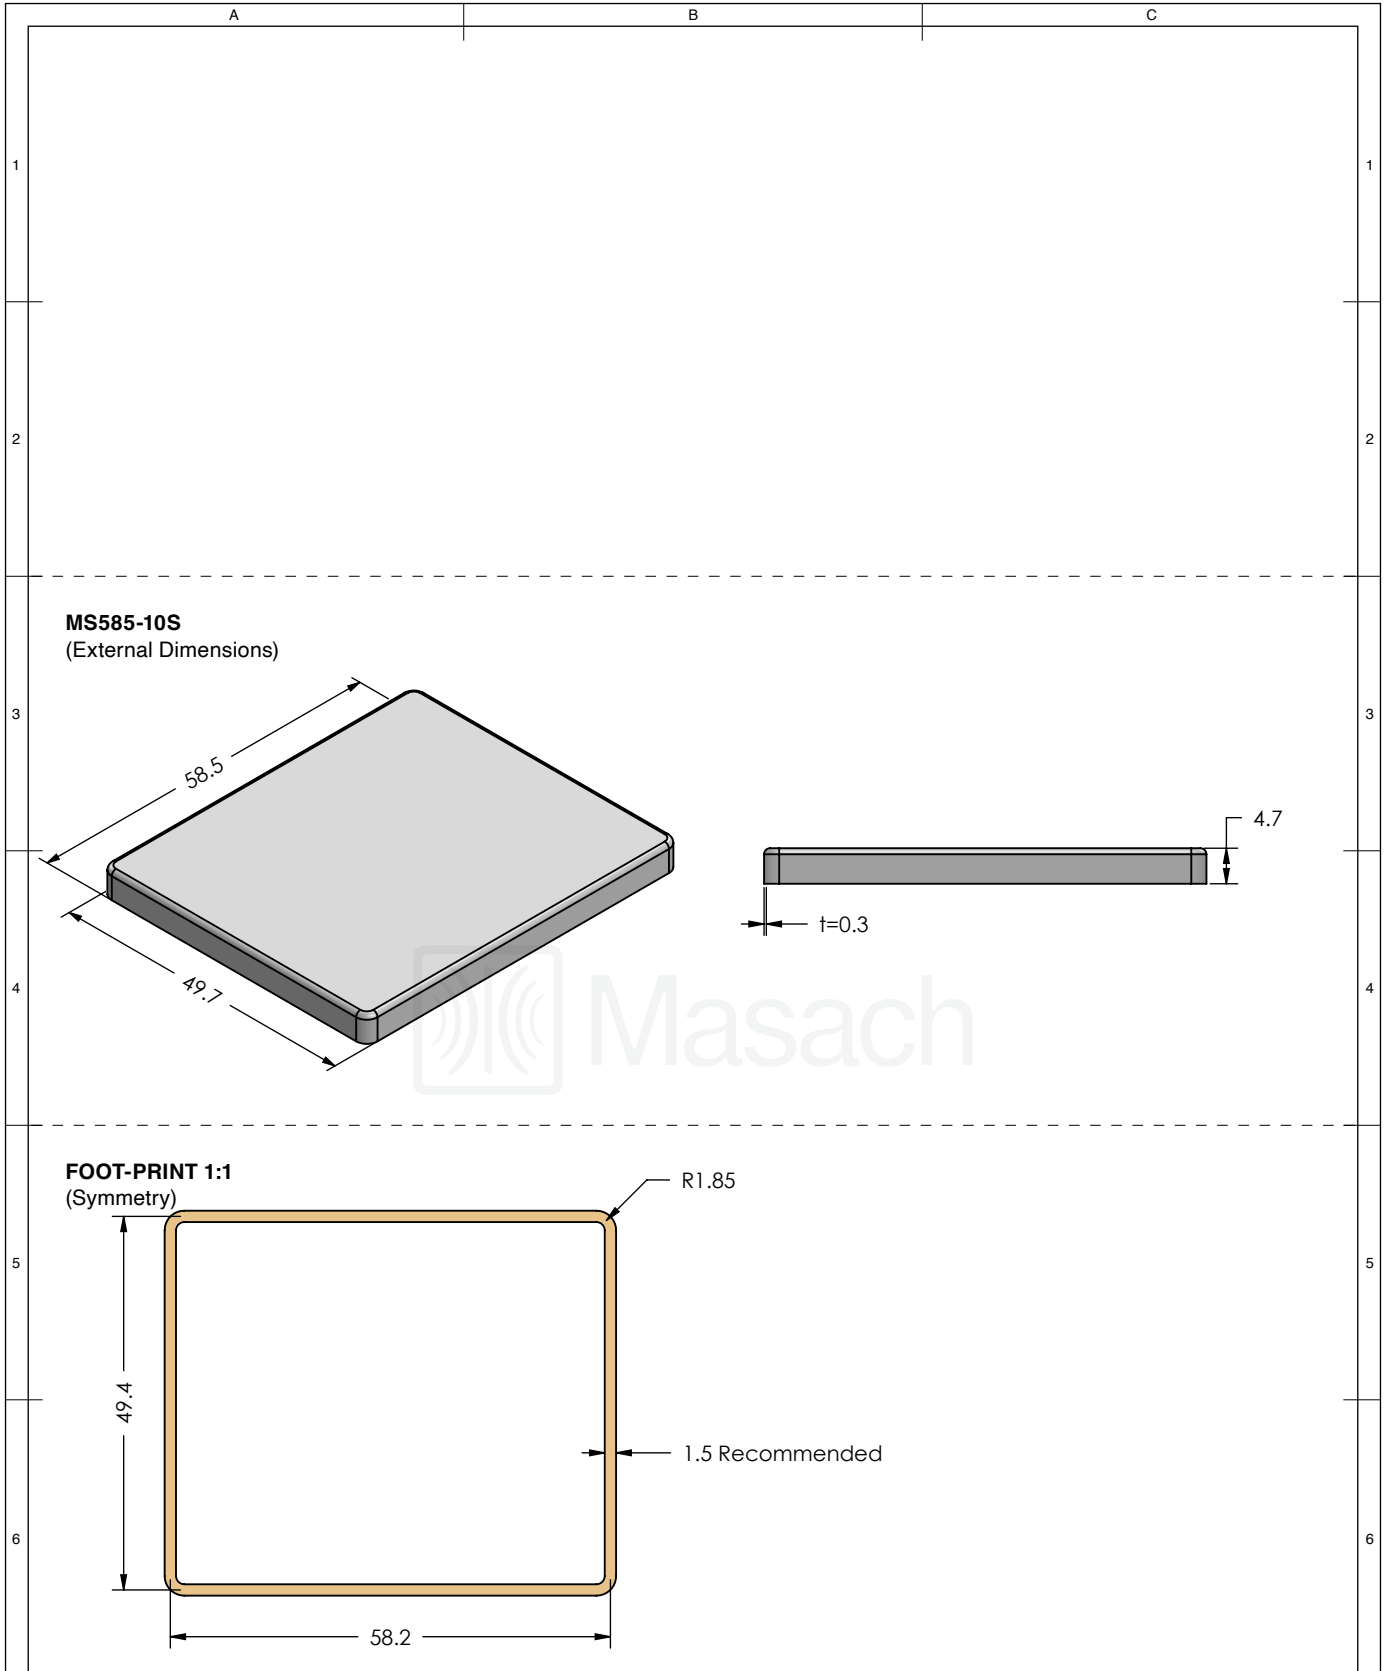 A B C
1 1
2 2
MS585-10S
(External Dimensions)
3 3
58.5
4.7
t=0.3
49.7
4 4
Masach
FOOT-PRINT 1:1
(Symmetry)
R1.85
5 5
49.4
1.5 Recommended
6 6
58.2